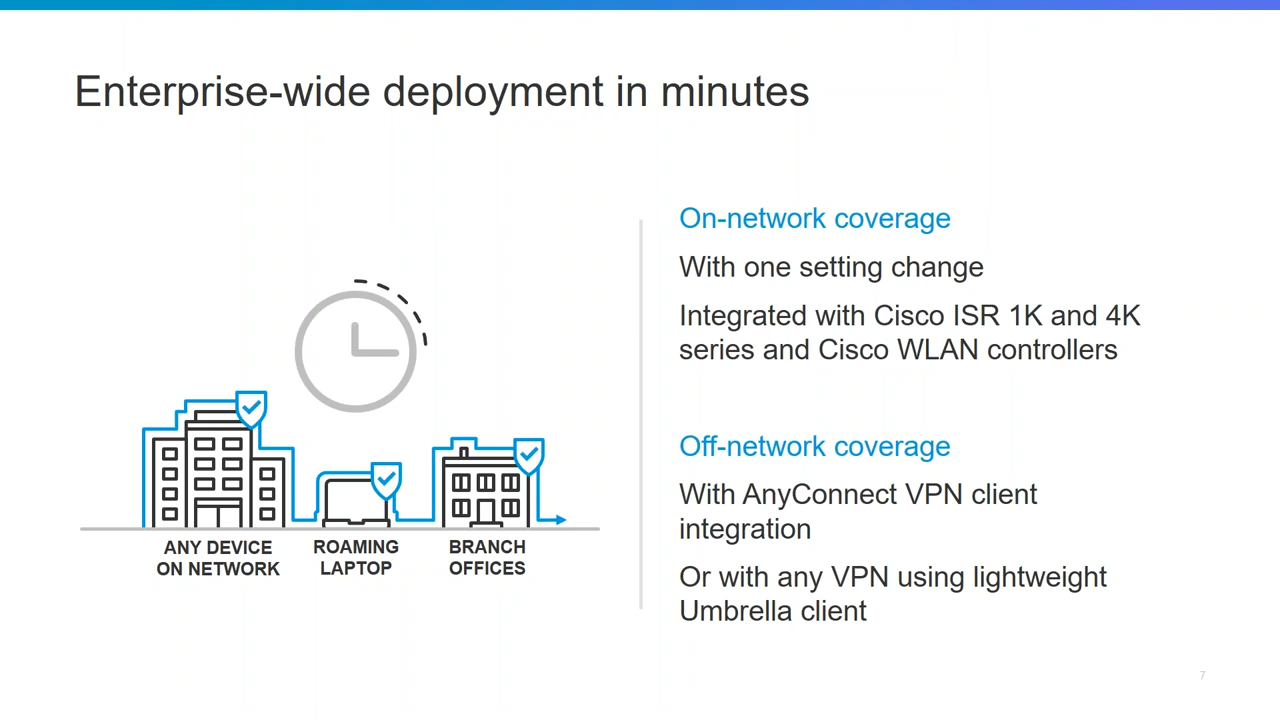 Enterprise-wide deployment in minutes
ANY DEVICE
ON NETWORK
ROAMING
LAPTOP
BRANCH
OFFICES
On-network coverage
With one setting change
Integrated with Cisco ISR 1K and 4K
series and Cisco WLAN controllers
Off-network coverage
With AnyConnect VPN client
integration
Or with any VPN using lightweight
Umbrella client
7